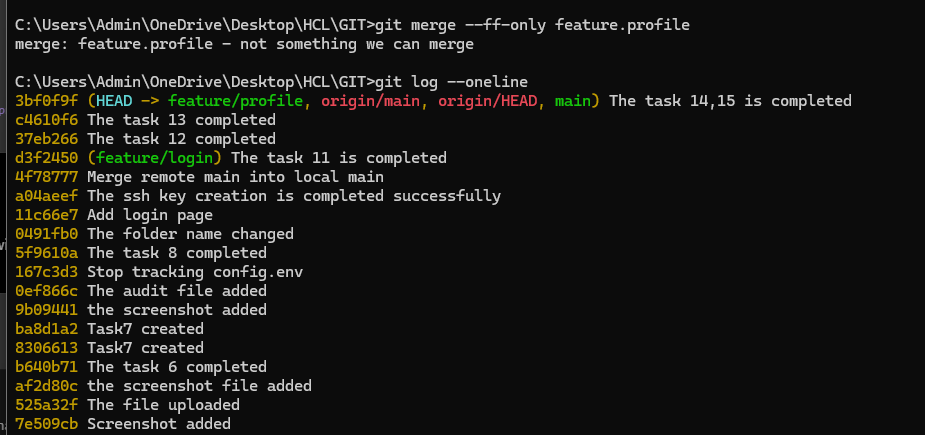 C:\Users\Admin\OneDrive\Desktop\HCL\GIT>git merge --ff-only feature.profile
merge: feature.profile - not something we can merge
C:\Users\Admin\OneDrive\Desktop\HCL\GIT>git log --oneline
3bf0f9f (HEAD -> feature/profile, origin/main, origin/HEAD, main) The task 14,15 is completed
c4610f6 The task 13 completed
37eb266 The task 12 completed
d3f2450 (feature/login) The task 11 is completed
4f78777 Merge remote main into local main
a04aeef The ssh key creation is completed successfully
11c66e7 Add login page
0491fb0 The folder name changed
5f9610a The task 8 completed
167c3d3 Stop tracking config.env
0ef866c The audit file added
9b09441 the screenshot added
ba8d1a2 Task7 created
8306613 Task7 created
b640b71 The task 6 completed
af2d80c the screenshot file added
525a32f The file uploaded
7e509cb Screenshot added